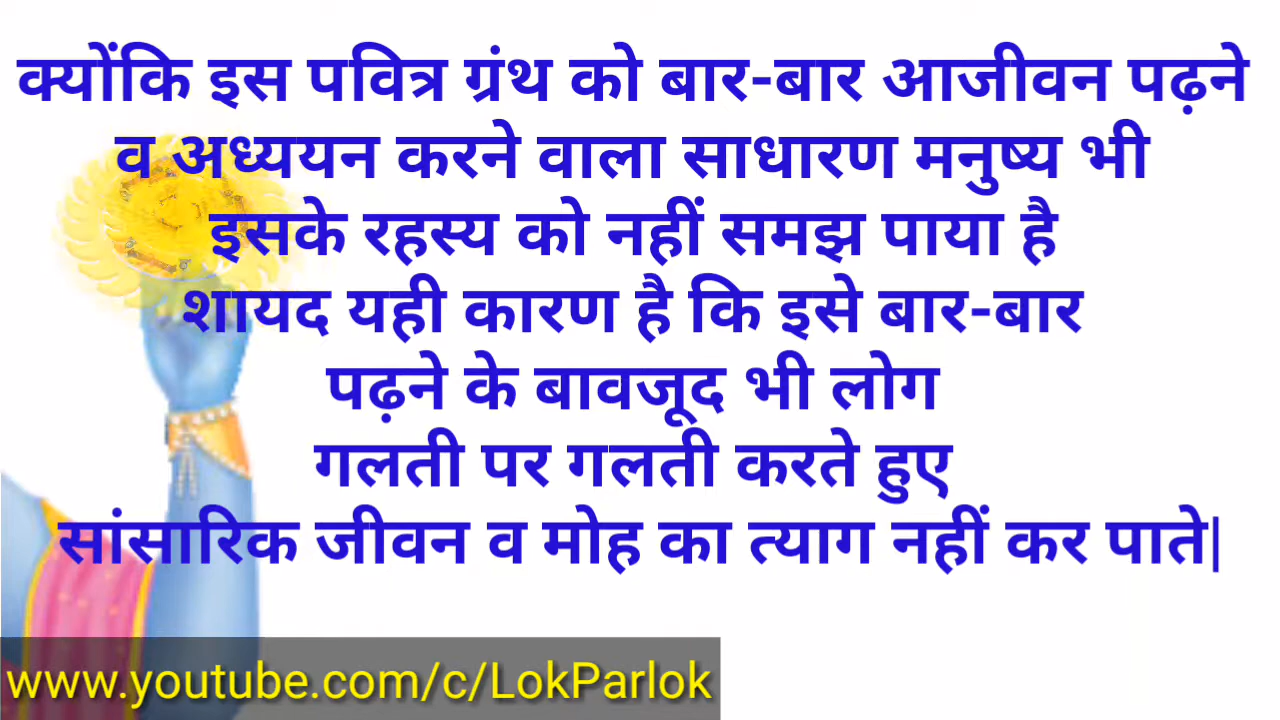 क्योंकि इस पवित्र ग्रंथ को बार-बार आजीवन पढ़ने
व अध्ययन करने वाला साधारण मनुष्य भी
इसके रहस्य को नहीं समझ पाया है
शायद यही कारण है कि इसे बार-बार
पढ़ने के बावजूद भी लोग
गलती पर गलती करते हुए
सांसारिक जीवन व मोह का त्याग नहीं कर पाते|
www.youtube.com/c/LokParlok